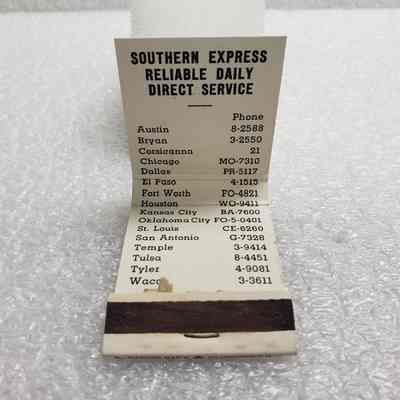 SOUTHERN EXPRESS
RELIABLE DAILY
DIRECT SERVICE
Phone
Austin 8-2588
Bryan 3-2550
Corsicanna 21
Chicago MO-7310
Dallas PR-5117
El Paso 4-1515
Fort Worth FO-4821
Houston WO-9411
Kansas City BA-7600
Oklahoma City FO-5-0401
St. Louis CE-6260
San Antonio G-7328
Temple 3-9414
Tulsa 8-4451
Tyler 4-9081
Waco 3-3611